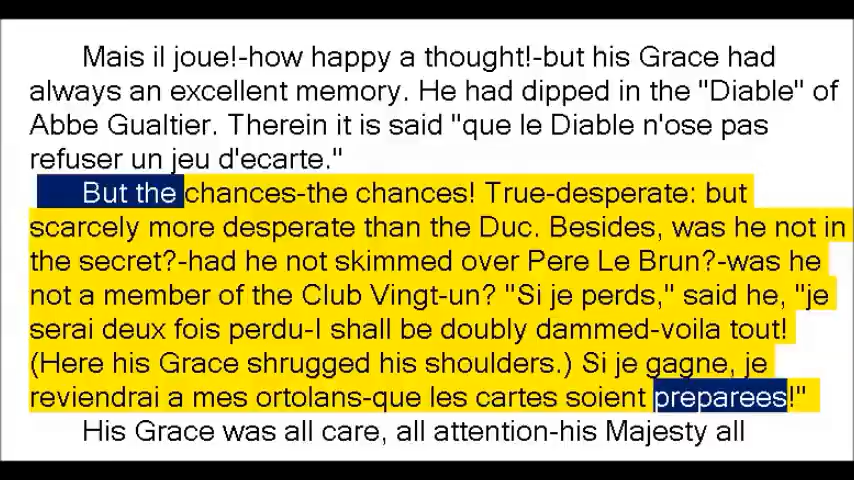 Mais il joue!-how happy a thought!-but his Grace had
always an excellent memory. He had dipped in the "Diable" of
Abbe Gualtier. Therein it is said "que le Diable n'ose pas
refuser un jeu d'ecarte."
But the chances-the chances! True-desperate: but
scarcely more desperate than the Duc. Besides, was he not in
the secret?-had he not skimmed over Pere Le Brun?-was he
not a member of the Club Vingt-un? "Si je perds," said he, "je
serai deux fois perdu-I shall be doubly dammed-voila tout!
(Here his Grace shrugged his shoulders.) Si je gagne, je
reviendrai a mes ortolans-que les cartes soient preparees!"
His Grace was all care, all attention-his Majesty all